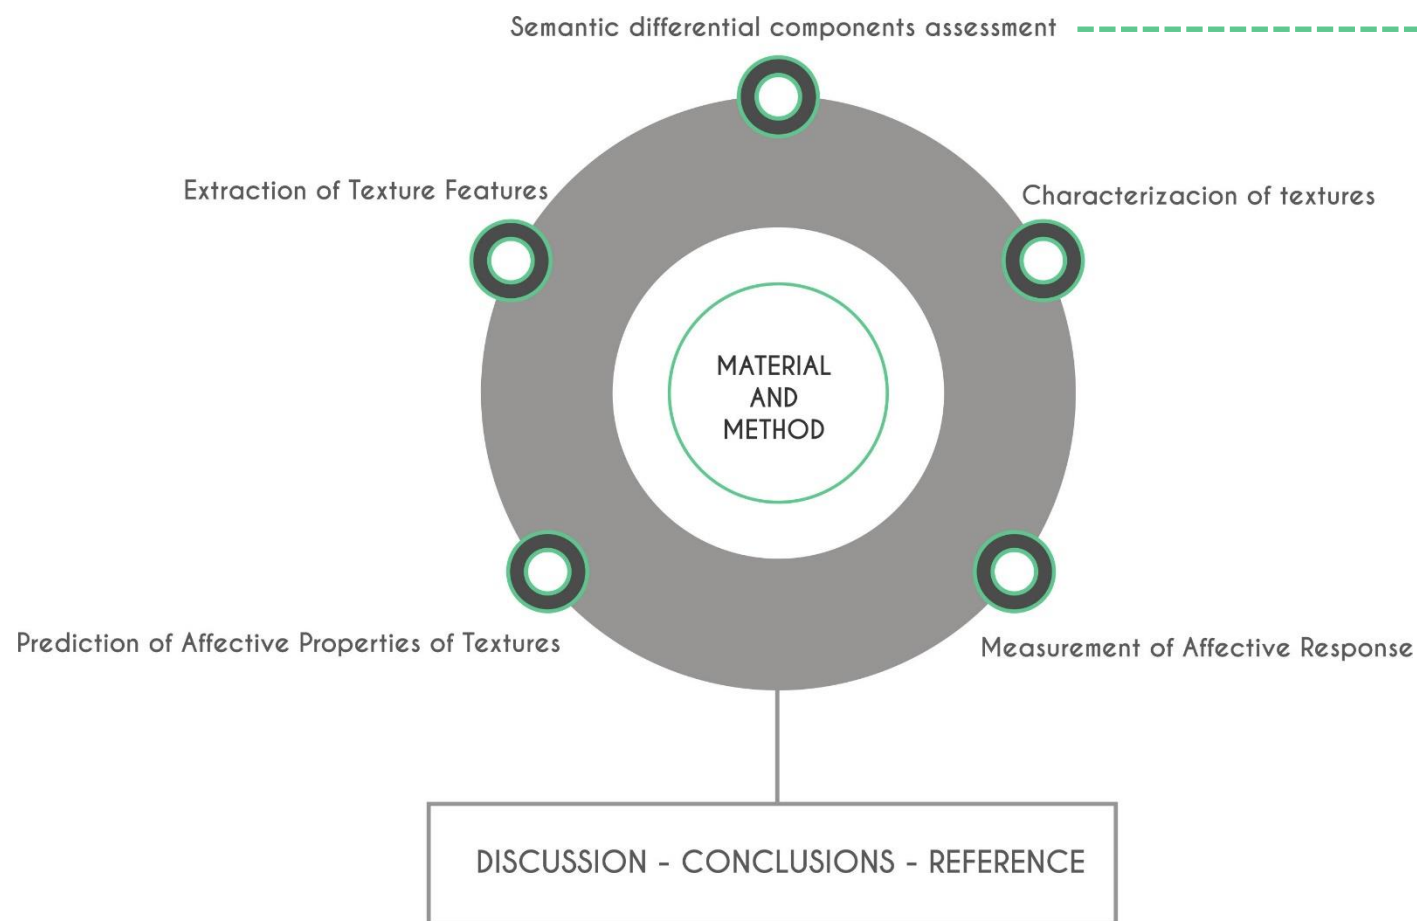 Semantic differential components assessment
Extraction of Texture Features
Characterizacion of textures
MATERIAL
AND
METHOD
Prediction of Affective Properties of Textures
Measurement of Affective Response
DISCUSSION - CONCLUSIONS - REFERENCE